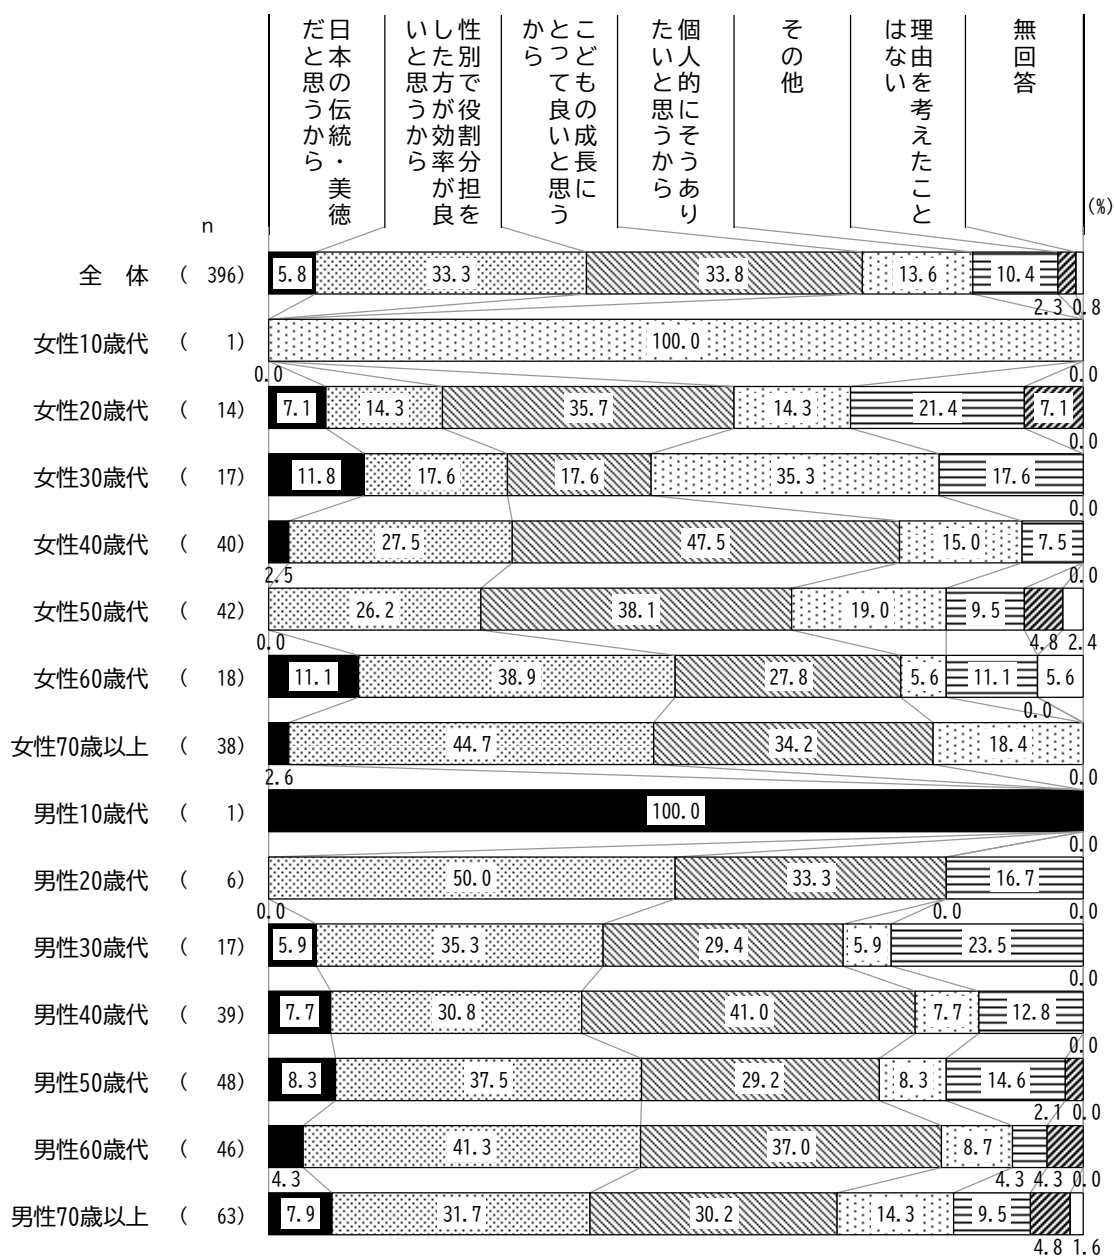 日本の伝統・美徳
だと思うから
性別で役割分担を
した方が効率が良
いと思うから
こどもの成長に
とって良いと思う
から
個人的にそうあり
たいと思うから
その他
理由を考えたこと
はない
無回答
(%)
n
全 体 ( 396) 5.8 33.3 33.8 13.6 10.4
2.3 0.8
女性10歳代 ( 1) 100.0
0.0 0.0
女性20歳代 ( 14) 7.1 14.3 35.7 14.3 21.4 7.1
0.0
女性30歳代 ( 17) 11.8 17.6 17.6 35.3 17.6
0.0
女性40歳代 ( 40) 27.5 47.5 15.0 7.5
2.5 0.0
女性50歳代 ( 42) 26.2 38.1 19.0 9.5
0.0 4.8 2.4
女性60歳代 ( 18) 11.1 38.9 27.8 5.6 11.1 5.6
0.0
女性70歳以上 ( 38) 44.7 34.2 18.4
2.6 0.0
男性10歳代 ( 1) 100.0
0.0
男性20歳代 ( 6) 50.0 33.3 16.7
0.0 0.0 0.0
男性30歳代 ( 17) 5.9 35.3 29.4 5.9 23.5
0.0
男性40歳代 ( 39) 7.7 30.8 41.0 7.7 12.8
0.0
男性50歳代 ( 48) 8.3 37.5 29.2 8.3 14.6
2.1 0.0
男性60歳代 ( 46) 41.3 37.0 8.7
4.3 4.3 4.3 0.0
男性70歳以上 ( 63) 7.9 31.7 30.2 14.3 9.5
4.8 1.6